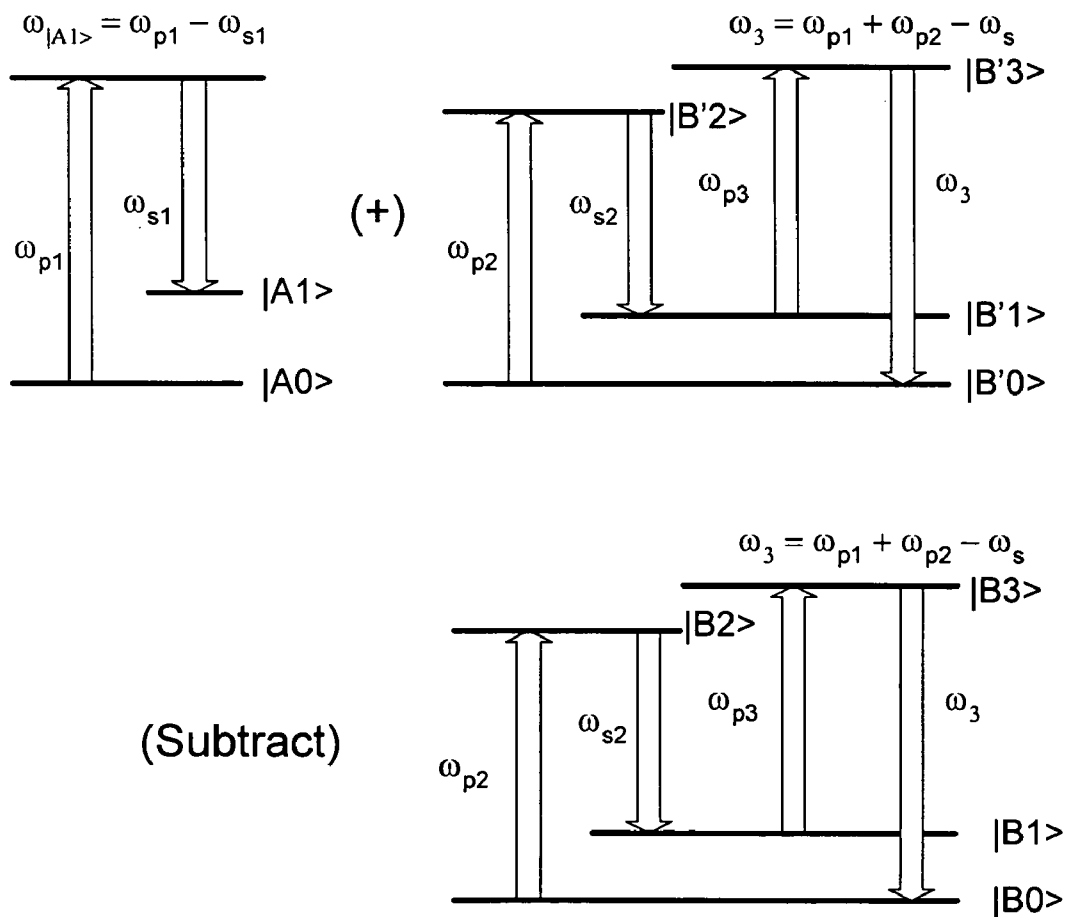 ω|A1> = ωp1 − ωs1
ω3 = ωp1 + ωp2 − ωs
|B'3>
|B'2>
ωs1
(+)
ωs2
ωp3
ω3
ωp1
ωp2
|A1>
|B'1>
|A0>
|B'0>
ω3 = ωp1 + ωp2 − ωs
|B3>
|B2>
(Subtract)
ωs2
ωp3
ω3
ωp2
|B1>
|B0>